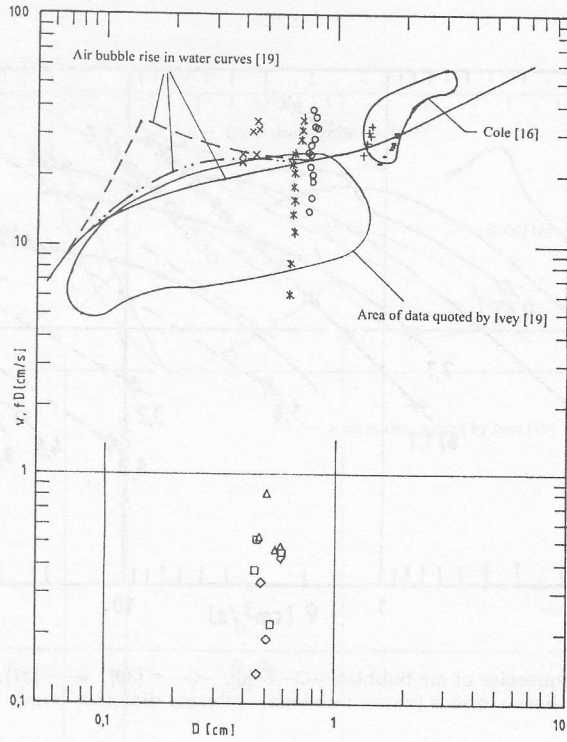 100
Air bubble rise in water curves [19]
Cole [16]
10
Area of data quoted by Ivey [19]
w, fD [cm/s]
1
0,1
0,1
1
10
D [cm]